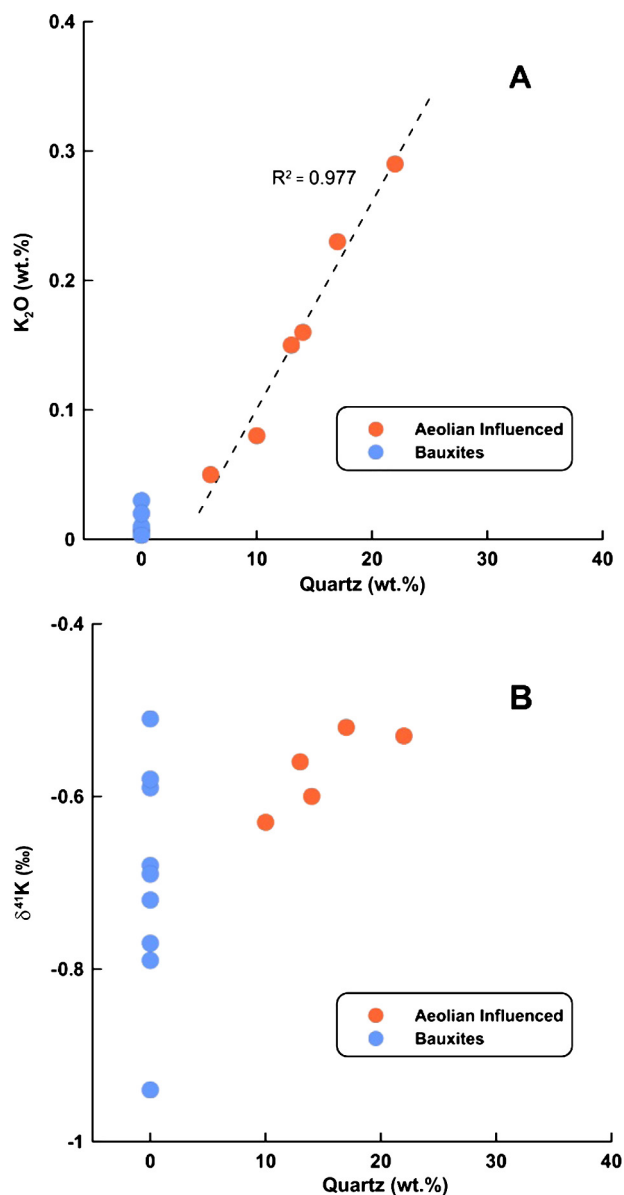 0.4
A
0.3
R² = 0.977
K₂O (wt.%)
0.2
0.1
Aeolian Influenced
Bauxites
0
0 10 20 30 40
Quartz (wt.%)
-0.4
B
-0.6
δ⁴¹K (‰)
-0.8
Aeolian Influenced
Bauxites
-1
0 10 20 30 40
Quartz (wt.%)